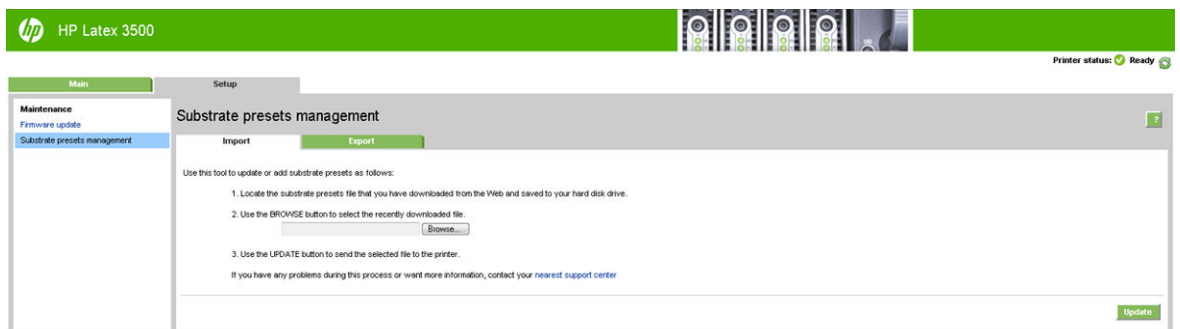 hp HP Latex 3500
Printer status: Ready
Main Setup
Maintenance
Firmware update
Substrate presets management
Substrate presets management ?
Import Export
Use this tool to update or add substrate presets as follows:
1. Locate the substrate presets file that you have downloaded from the Web and saved to your hard disk drive.
2. Use the BROWSE button to select the recently downloaded file.
Browse...
3. Use the UPDATE button to send the selected file to the printer.
If you have any problems during this process or want more information, contact your nearest support center
Update